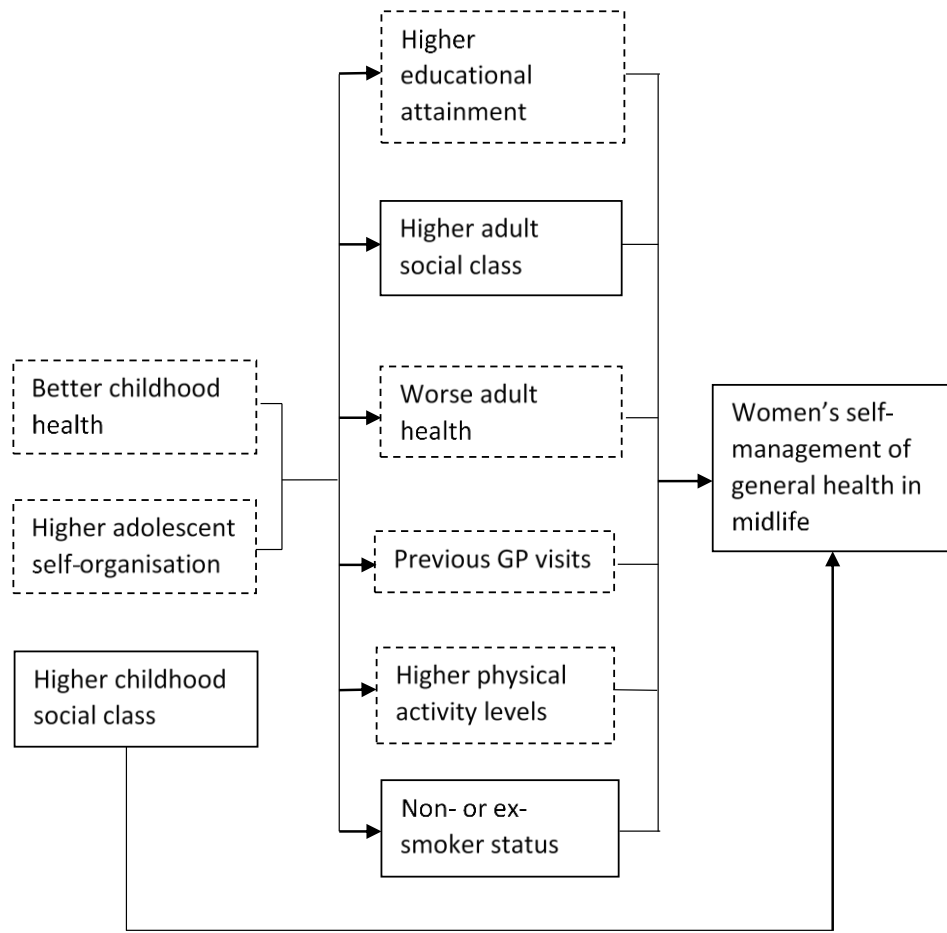 Higher
educational
attainment
Higher adult
social class
Better childhood
health
Worse adult
health
Women’s self-
management of
general health in
midlife
Higher adolescent
self-organisation
Previous GP visits
Higher childhood
social class
Higher physical
activity levels
Non- or ex-
smoker status